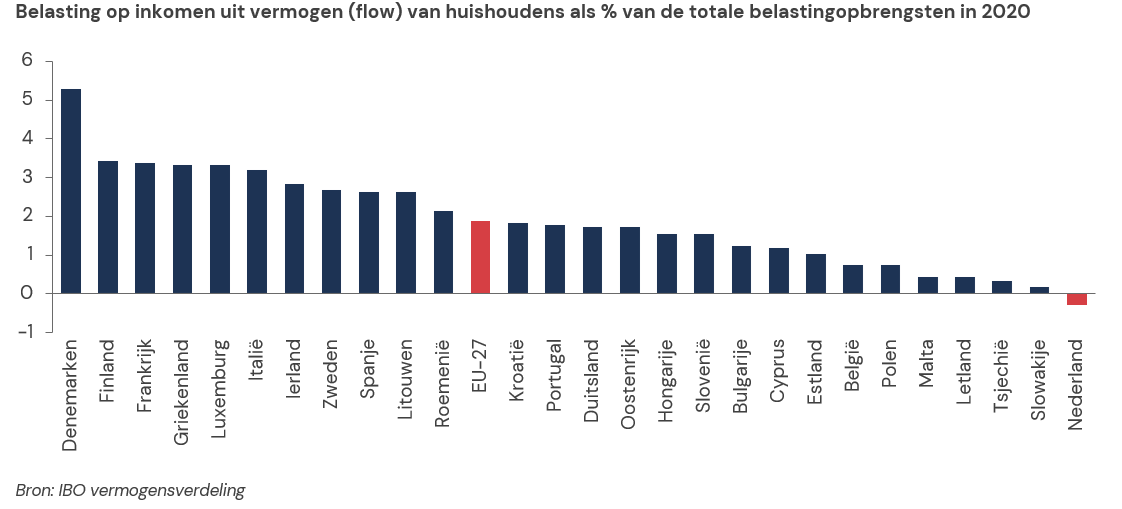 Belasting op inkomen uit vermogen (flow) van huishoudens als % van de totale belastingopbrengsten in 2020
6
5
4
3
2
1
0
-1
Denemarken
Finland
Frankrijk
Griekenland
Luxemburg
Italië
Ierland
Zweden
Spanje
Litouwen
Roemenië
EU-27
Kroatië
Portugal
Duitsland
Oostenrijk
Hongarije
Slovenië
Bulgarije
Cyprus
Estland
België
Polen
Malta
Letland
Tsjechië
Slowakije
Nederland
Bron: IBO vermogensverdeling